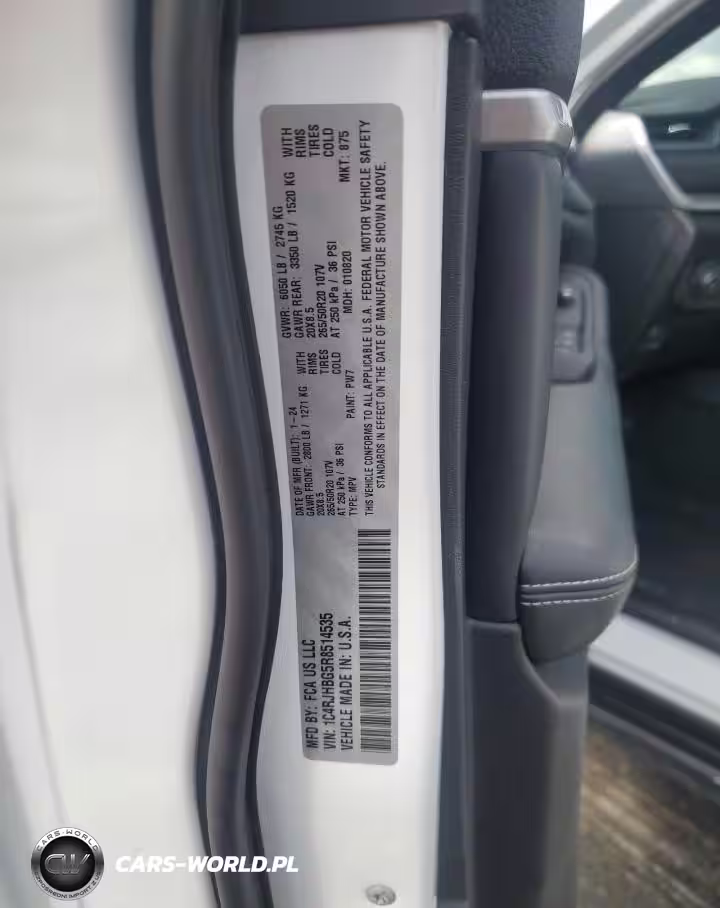 MFD BY: FCA US LLC
VIN: 1C4RJHBG5R8514535
VEHICLE MADE IN: U.S.A.
DATE OF MFR (BUILT): 1-24
GAWR FRONT: 2800 LB / 1271 KG WITH
20X8.5 RIMS
265/50R20 107V TIRES
AT 250 kPa / 36 PSI COLD
TYPE: MPV PAINT: PW7
GVWR: 6050 LB / 2745 KG
GAWR REAR: 3350 LB / 1520 KG WITH
20X8.5 RIMS
265/50R20 107V TIRES
AT 250 kPa / 36 PSI COLD
MDH: 010820 MKT: 875
THIS VEHICLE CONFORMS TO ALL APPLICABLE U.S.A. FEDERAL MOTOR VEHICLE SAFETY
STANDARDS IN EFFECT ON THE DATE OF MANUFACTURE SHOWN ABOVE.
CARS-WORLD
CW
CARS-WORLD.PL